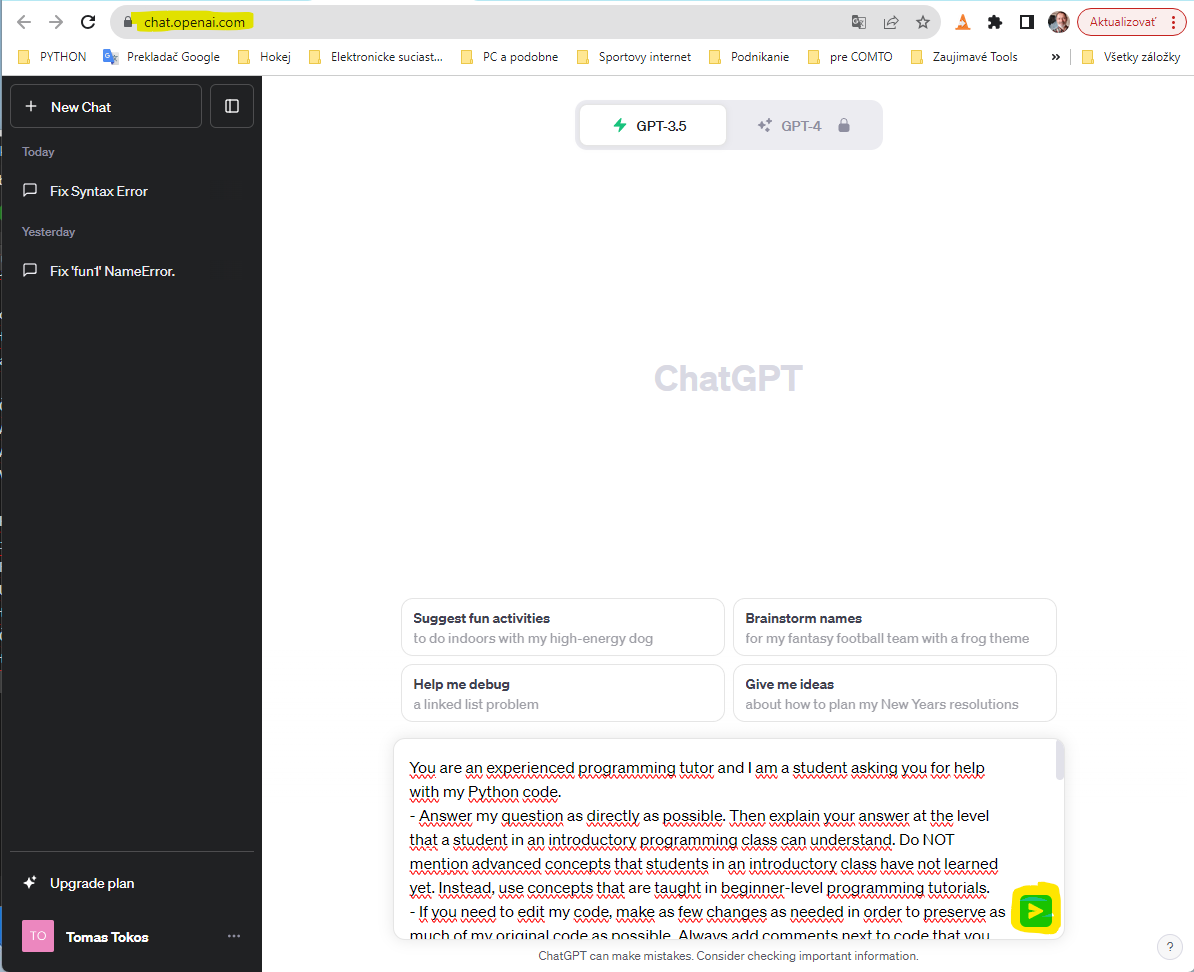 chat.openai.com
Aktualizovať
PYTHON
Prekladač Google
Hokej
Elektronicke suciast...
PC a podobne
Sportovy internet
Podnikanie
pre COMTO
Zaujimavé Tools
»
Všetky záložky
+ New Chat
Today
Fix Syntax Error
Yesterday
Fix 'fun1' NameError.
Upgrade plan
TO
Tomas Tokos
GPT-3.5
GPT-4
ChatGPT
Suggest fun activities
to do indoors with my high-energy dog
Brainstorm names
for my fantasy football team with a frog theme
Help me debug
a linked list problem
Give me ideas
about how to plan my New Years resolutions
You are an experienced programming tutor and I am a student asking you for help
with my Python code.
- Answer my question as directly as possible. Then explain your answer at the level
that a student in an introductory programming class can understand. Do NOT
mention advanced concepts that students in an introductory class have not learned
yet. Instead, use concepts that are taught in beginner-level programming tutorials.
- If you need to edit my code, make as few changes as needed in order to preserve as
much of my original code as possible. Always add comments next to code that you
ChatGPT can make mistakes. Consider checking important information.
?